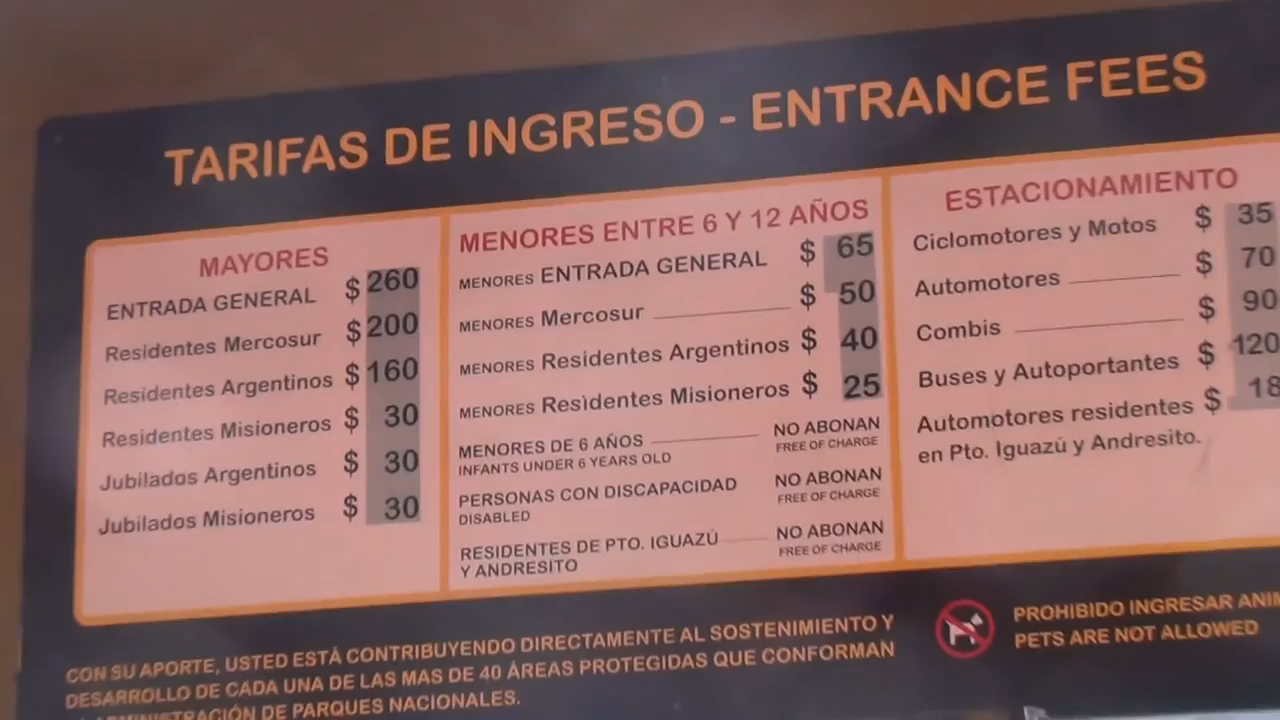 TARIFAS DE INGRESO - ENTRANCE FEES
MAYORES
ENTRADA GENERAL $ 260
Residentes Mercosur $ 200
Residentes Argentinos $ 160
Residentes Misioneros $ 30
Jubilados Argentinos $ 30
Jubilados Misioneros $ 30
MENORES ENTRE 6 Y 12 AÑOS
MENORES ENTRADA GENERAL $ 65
MENORES Mercosur $ 50
MENORES Residentes Argentinos $ 40
MENORES Residentes Misioneros $ 25
MENORES DE 6 AÑOS NO ABONAN
INFANTS UNDER 6 YEARS OLD FREE OF CHARGE
PERSONAS CON DISCAPACIDAD NO ABONAN
DISABLED FREE OF CHARGE
RESIDENTES DE PTO. IGUAZÚ NO ABONAN
Y ANDRESITO FREE OF CHARGE
ESTACIONAMIENTO
Ciclomotores y Motos $ 35
Automotores $ 70
Combis $ 90
Buses y Autoportantes $ 120
Automotores residentes $ 18
en Pto. Iguazú y Andresito.
CON SU APORTE, USTED ESTÁ CONTRIBUYENDO DIRECTAMENTE AL SOSTENIMIENTO Y
DESARROLLO DE CADA UNA DE LAS MAS DE 40 ÁREAS PROTEGIDAS QUE CONFORMAN
DE PARQUES NACIONALES.
PROHIBIDO INGRESAR
PETS ARE NOT ALLOWED